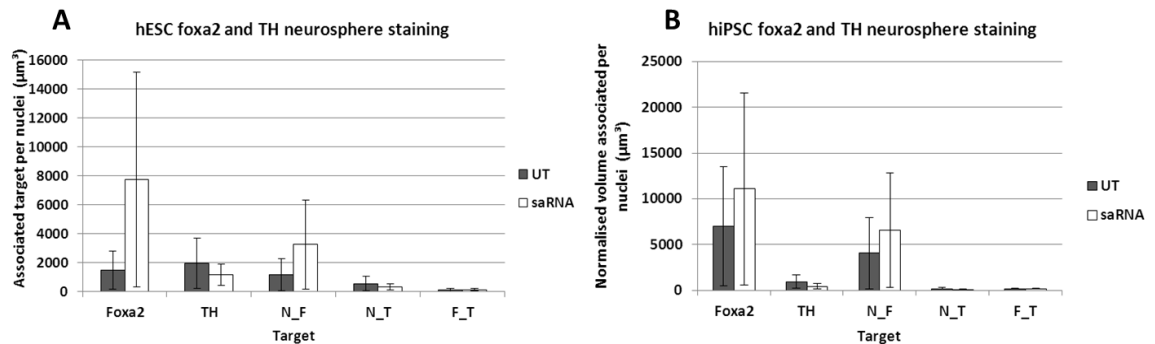 A
hESC foxa2 and TH neurosphere staining
Associated target per nuclei (µm³)
16000
14000
12000
10000
8000
6000
4000
2000
0
Foxa2 TH N_F N_T F_T
Target
UT
saRNA
B
hiPSC foxa2 and TH neurosphere staining
Normalised volume associated per
nuclei (µm³)
25000
20000
15000
10000
5000
0
Foxa2 TH N_F N_T F_T
Target
UT
saRNA